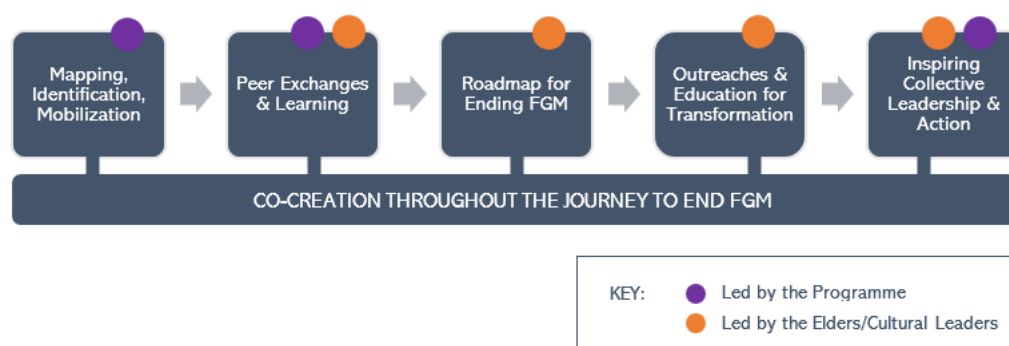 Mapping,
Identification,
Mobilization
Peer Exchanges
& Learning
Roadmap for
Ending FGM
Outreaches &
Education for
Transformation
Inspiring
Collective
Leadership &
Action
CO-CREATION THROUGHOUT THE JOURNEY TO END FGM
KEY:
Led by the Programme
Led by the Elders/Cultural Leaders